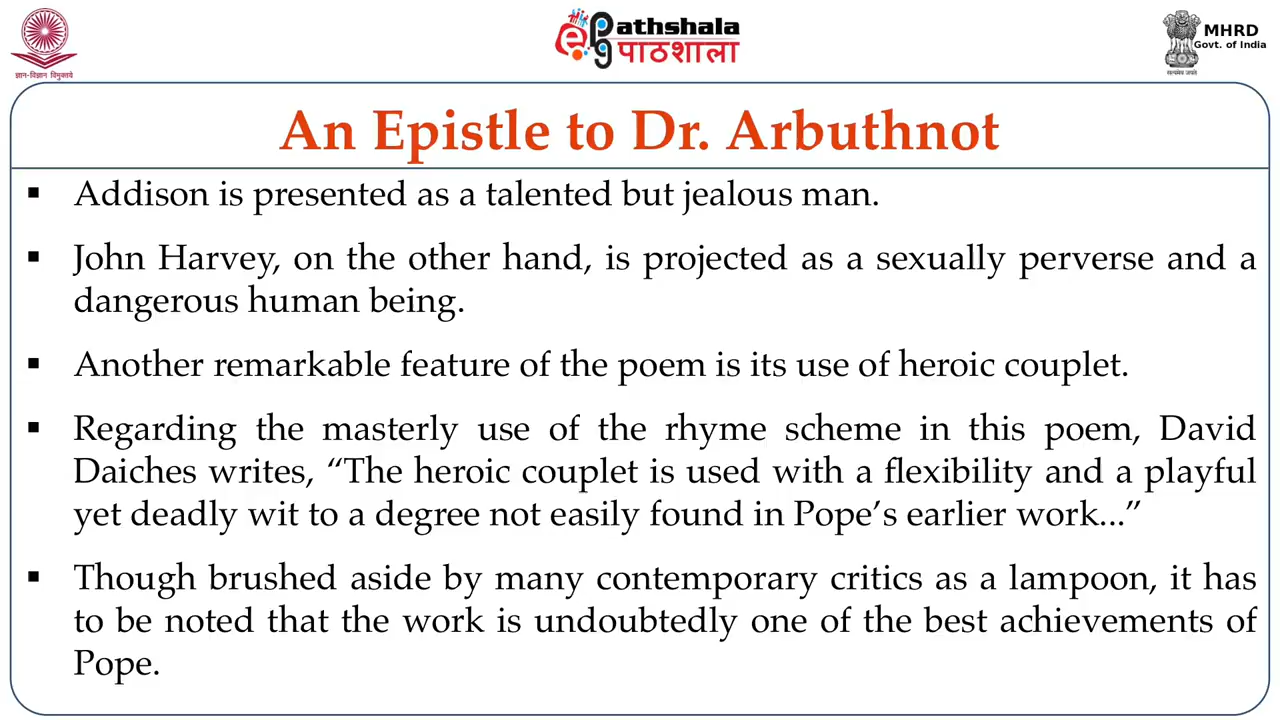 ज्ञान-विज्ञान विमुक्तये
ePathshala
पाठशाला
MHRD
Govt. of India
सत्यमेव जयते
An Epistle to Dr. Arbuthnot
▪ Addison is presented as a talented but jealous man.
▪ John Harvey, on the other hand, is projected as a sexually perverse and a
dangerous human being.
▪ Another remarkable feature of the poem is its use of heroic couplet.
▪ Regarding the masterly use of the rhyme scheme in this poem, David
Daiches writes, “The heroic couplet is used with a flexibility and a playful
yet deadly wit to a degree not easily found in Pope’s earlier work...”
▪ Though brushed aside by many contemporary critics as a lampoon, it has
to be noted that the work is undoubtedly one of the best achievements of
Pope.